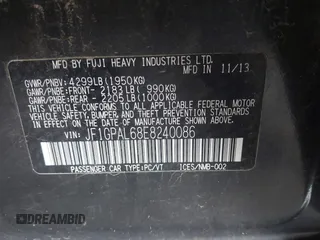 MFD. BY FUJI HEAVY INDUSTRIES LTD.
MADE IN JAPAN 11/13
GVWR/PNBV: 4299LB(1950KG)
GAWR/PNBE:FRONT- 2183LB( 990KG)
GAWR/PNBE:REAR - 2205LB(1000KG)
THIS VEHICLE CONFORMS TO ALL APPLICABLE
FEDERAL MOTOR VEHICLE SAFETY, BUMPER,
AND THEFT PREVENTION STANDARDS IN EFFECT
ON THE DATE OF MANUFACTURE SHOWN ABOVE.
VIN: JF1GPAL68E8240086
PASSENGER CAR TYPE:PC/VT ICES/NMB-002
DREAMBID